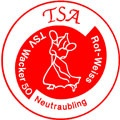 TSA
TSV Wacker 50
Neutraubling
Rot-Weiss